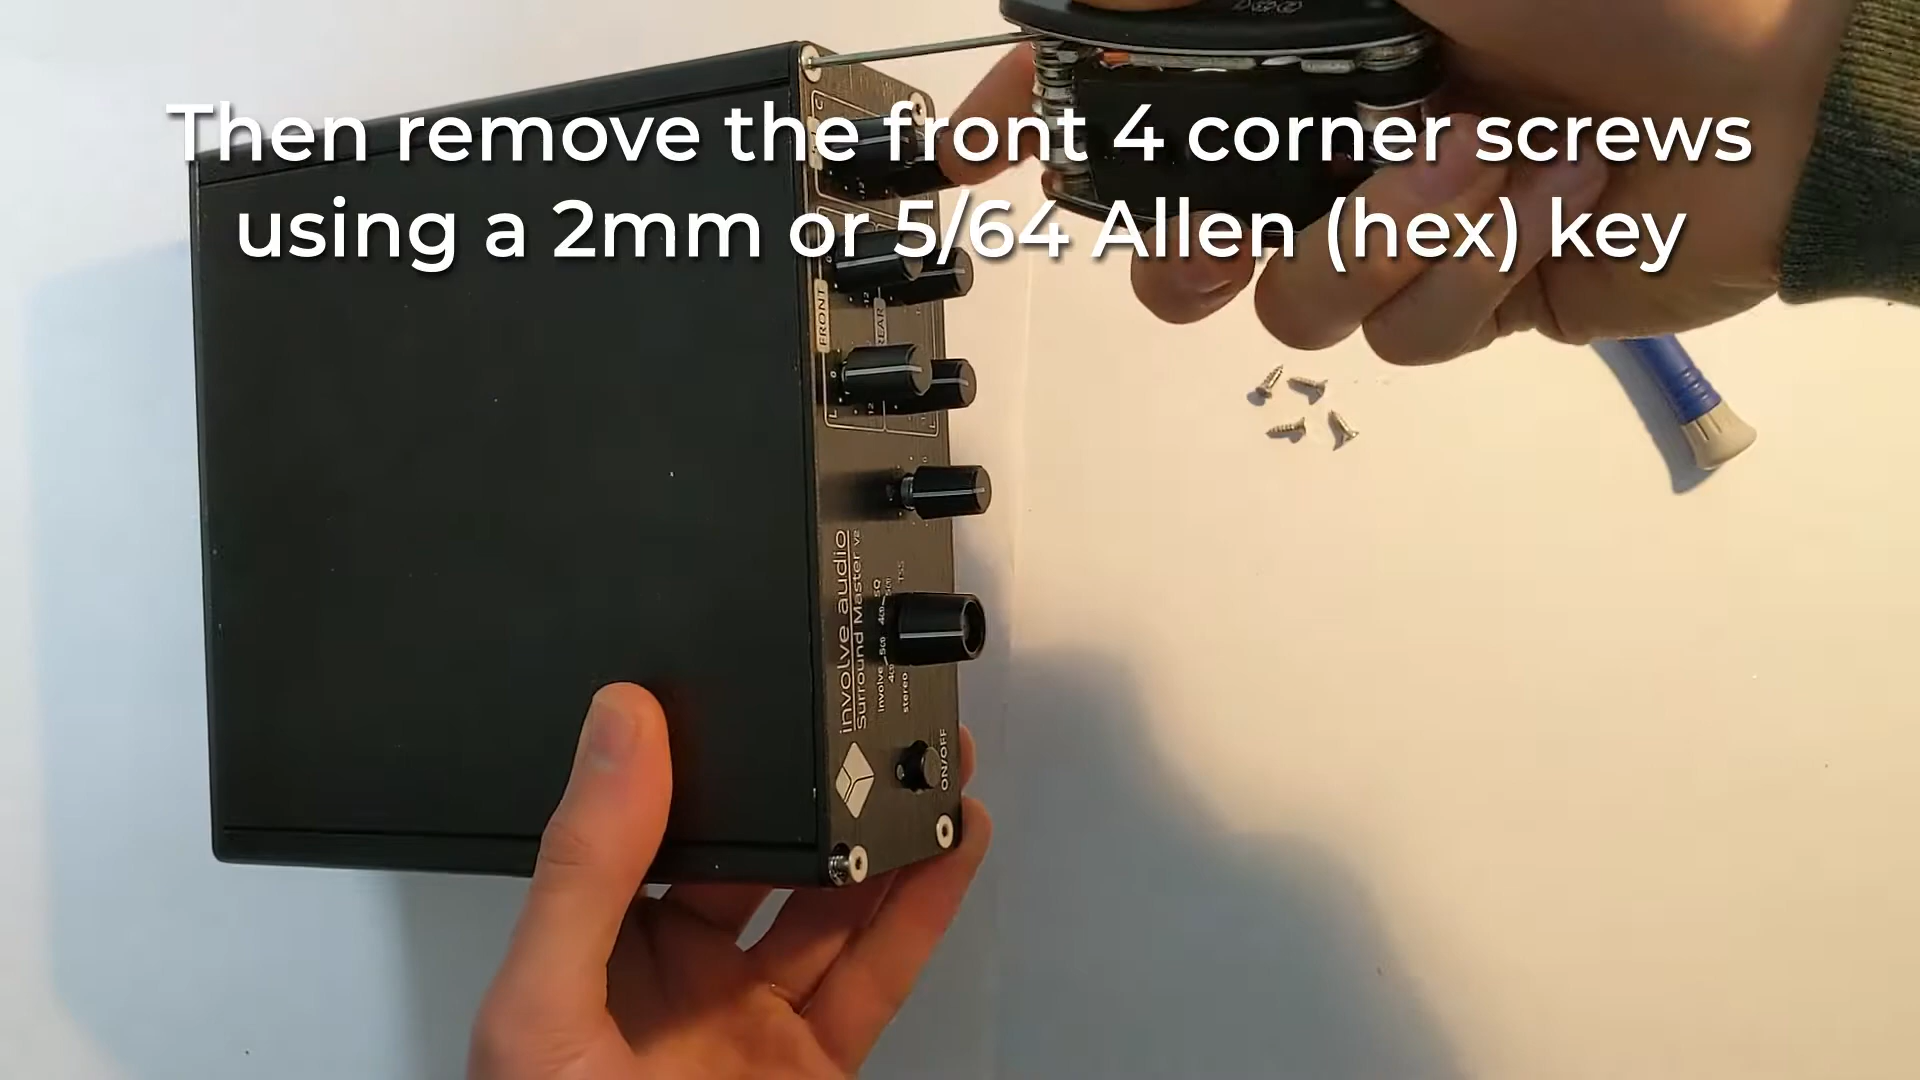 Then remove the front 4 corner screws
using a 2mm or 5/64 Allen (hex) key
FRONT
L
involve audio
Surround Master v2
SQ
TSS
involve
stereo
ON/OFF